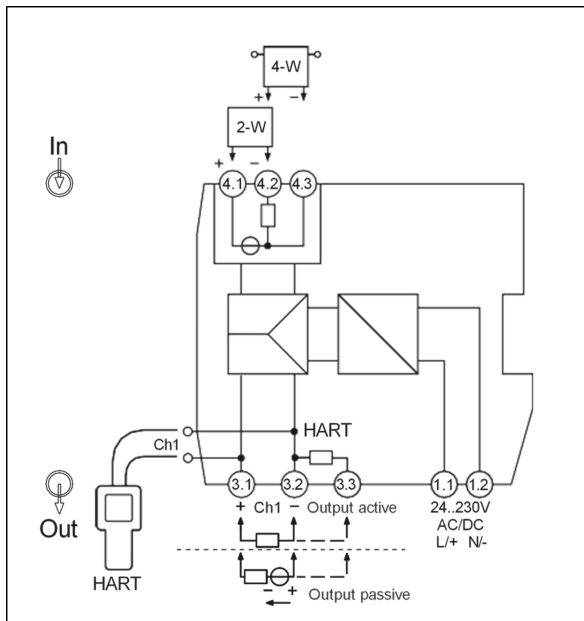 4-W
+ −
2-W
In
+ −
4.1 4.2 4.3
HART
Ch1
3.1 3.2 3.3 1.1 1.2
+ Ch1 − Output active 24..230V
AC/DC
Out
L/+ N/-
HART
− +
Output passive